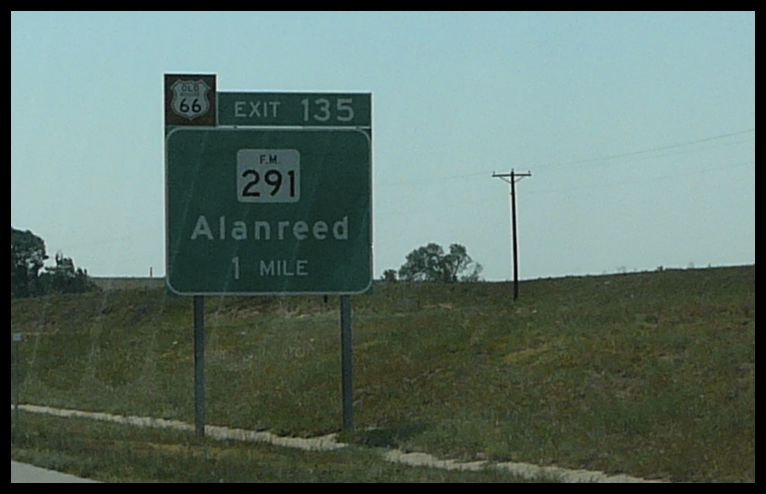 OLD
ROUTE
66
EXIT 135
F.M.
291
Alanreed
1 MILE